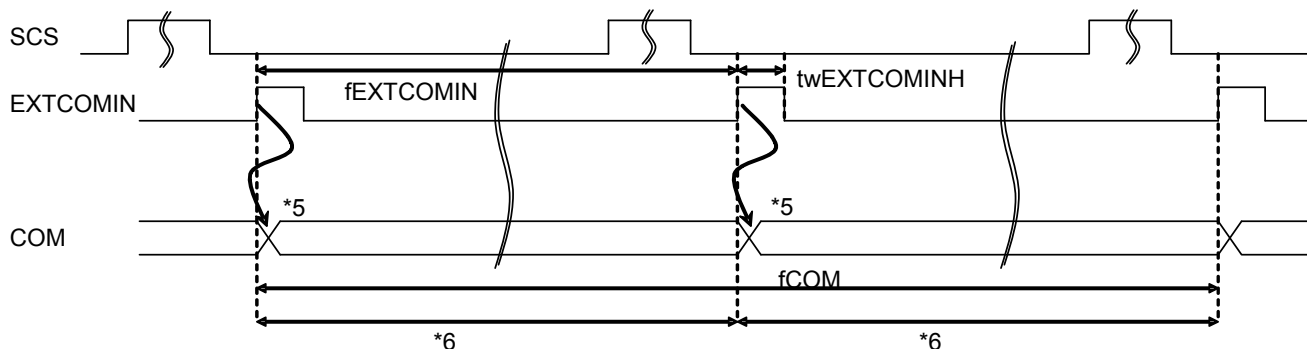 SCS
twEXTCOMINH
fEXTCOMIN
EXTCOMIN
*5
*5
COM
fCOM
*6
*6